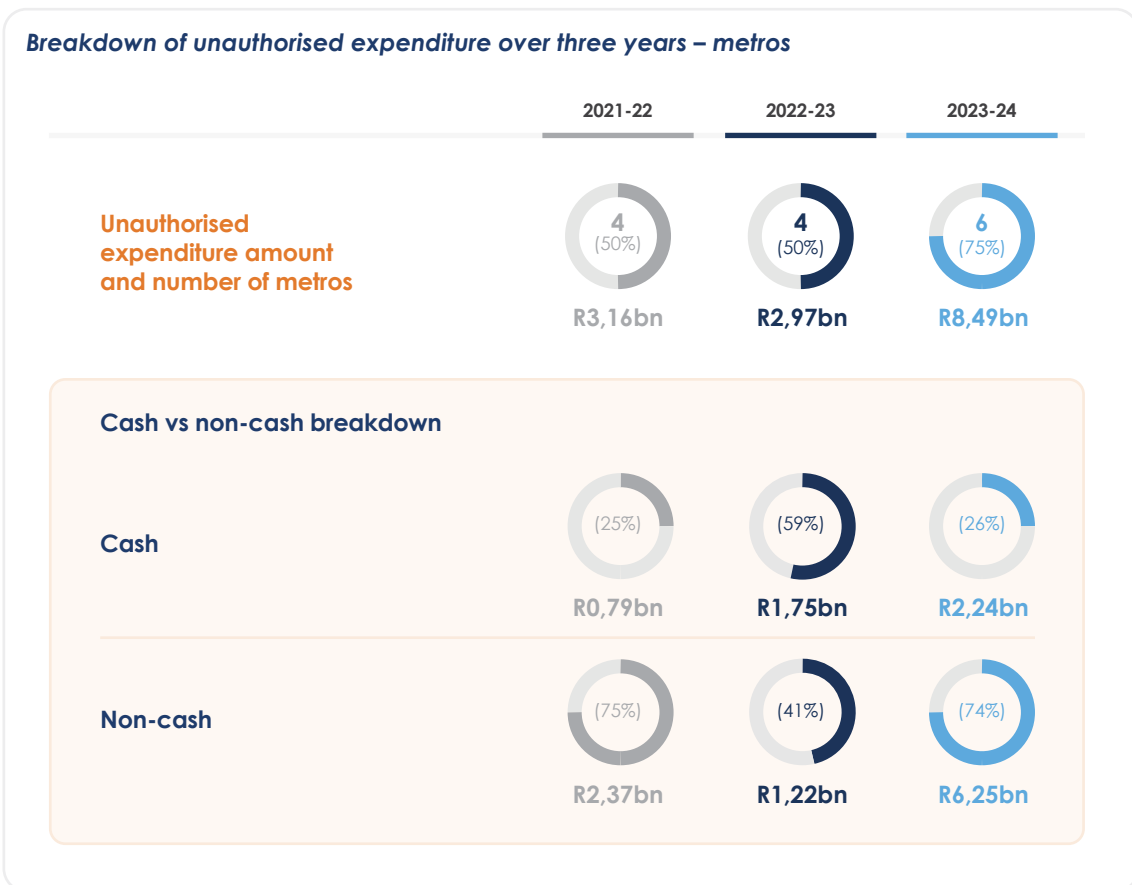 Breakdown of unauthorised expenditure over three years – metros
2021-22 2022-23 2023-24
Unauthorised
expenditure amount
and number of metros
4 4 6
(50%) (50%) (75%)
R3,16bn R2,97bn R8,49bn
Cash vs non-cash breakdown
Cash
(25%) (59%) (26%)
R0,79bn R1,75bn R2,24bn
Non-cash
(75%) (41%) (74%)
R2,37bn R1,22bn R6,25bn